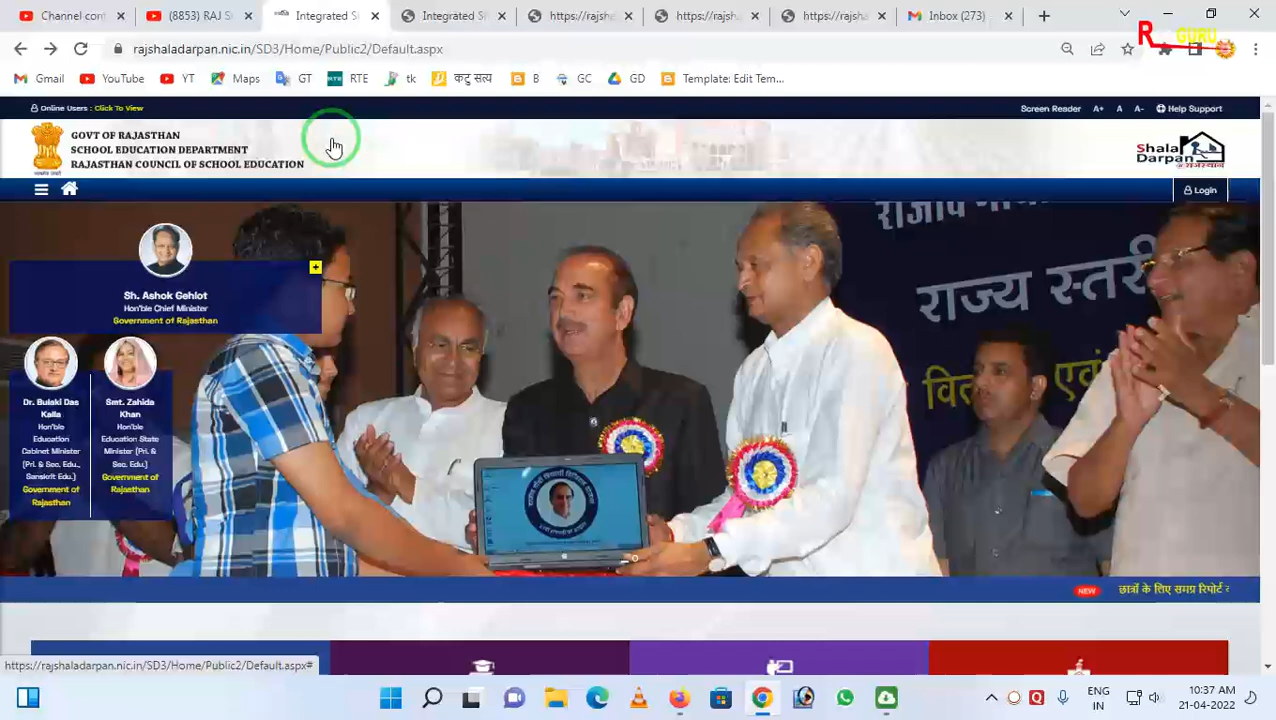 Channel cont
(8853) RAJ S
Integrated S
Integrated S
https://rajsh
https://rajsh
https://rajsh
Inbox (273)
R GURU
rajshaladarpan.nic.in/SD3/Home/Public2/Default.aspx
Gmail
YouTube
YT
Maps
GT
RTE
tk
कटु सत्य
B
GC
GD
Template: Edit Tem...
Online Users : Click To View
Screen Reader
A+
A
A-
Help Support
GOVT OF RAJASTHAN
SCHOOL EDUCATION DEPARTMENT
RAJASTHAN COUNCIL OF SCHOOL EDUCATION
Shala
Darpan
Login
राज्य स्तरी
एवं
Sh. Ashok Gehlot
Hon'ble Chief Minister
Government of Rajasthan
Dr. Bulaki Das
Kalla
Hon'ble
Education
Cabinet Minister
(Pri. & Sec. Edu.,
Sanskrit Edu.)
Government of
Rajasthan
Smt. Zahida
Khan
Hon'ble
Education State
Minister (Pri. &
Sec. Edu.)
Government of
Rajasthan
NEW
छात्रों के लिए समग्र रिपोर्ट
https://rajshaladarpan.nic.in/SD3/Home/Public2/Default.aspx#
ENG
IN
10:37 AM
21-04-2022